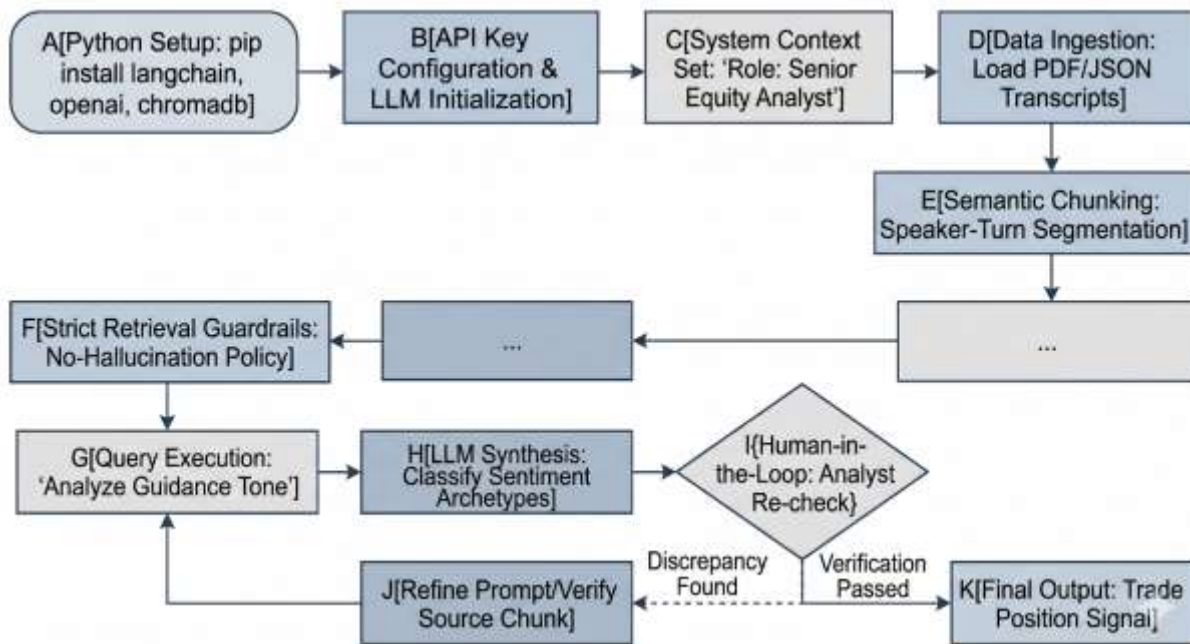 A[Python Setup: pip
install langchain,
openai, chromadb]
B[API Key
Configuration &
LLM Initialization]
C[System Context
Set: ‘Role: Senior
Equity Analyst’]
D[Data Ingestion:
Load PDF/JSON
Transcripts]
E[Semantic Chunking:
Speaker-Turn Segmentation]
...
...
F[Strict Retrieval Guardrails:
No-Hallucination Policy]
G[Query Execution:
‘Analyze Guidance Tone’]
H[LLM Synthesis:
Classify Sentiment
Archetypes]
I{Human-in-
the-Loop: Analyst
Re-check}
Discrepancy
Found
Verification
Passed
J[Refine Prompt/Verify
Source Chunk]
K[Final Output: Trade
Position Signal]